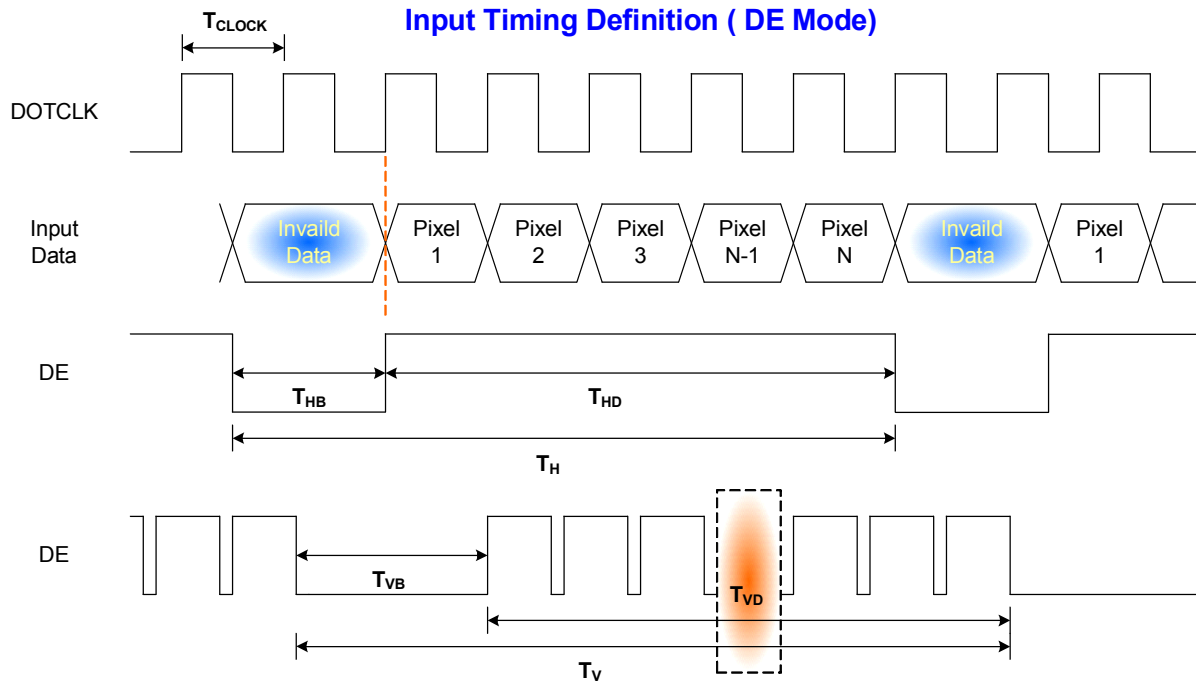 Input Timing Definition ( DE Mode)
TCLOCK
DOTCLK
Input
Data
Invaild
Data
Pixel
1
Pixel
2
Pixel
3
Pixel
N-1
Pixel
N
Invaild
Data
Pixel
1
DE
THB
THD
TH
DE
TVB
TVD
TV